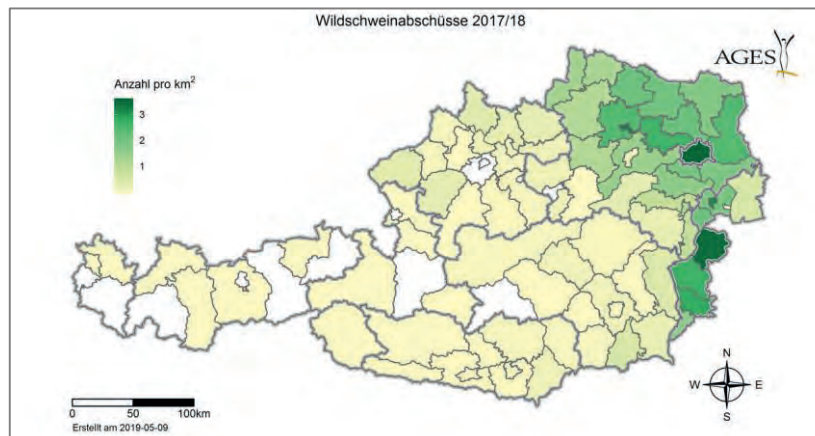 Wildschweinabschüsse 2017/18
AGES
Anzahl pro km²
3
2
1
N
W E
S
0 50 100km
Erstellt am 2019-05-09